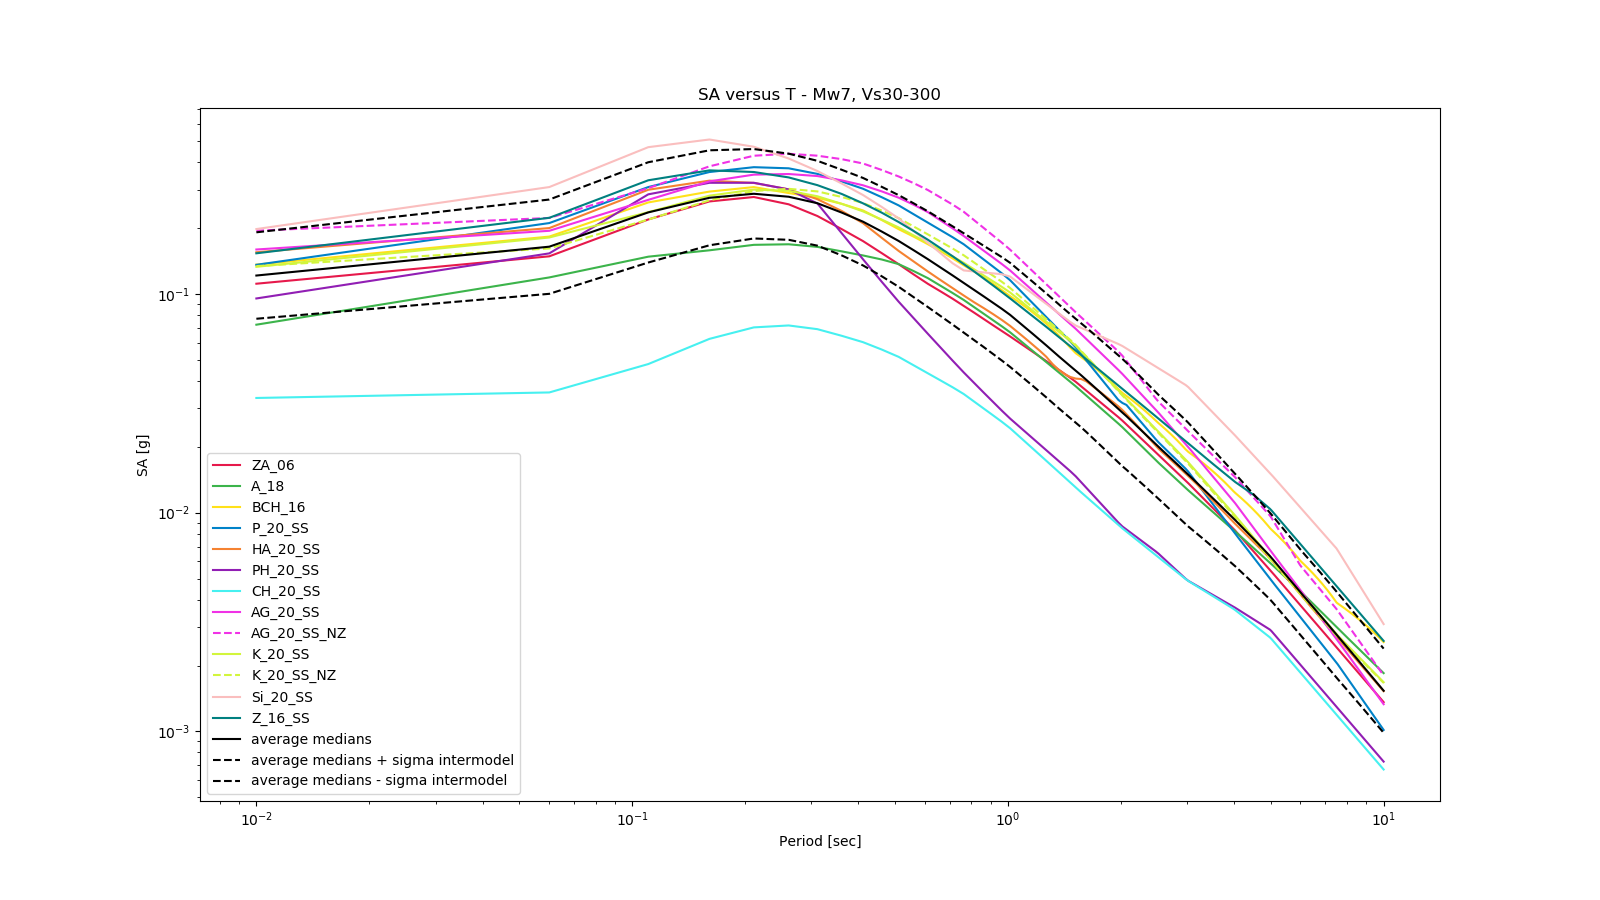 SA versus T - Mw7, Vs30-300
SA [g]
10⁻¹
10⁻²
10⁻³
ZA_06
A_18
BCH_16
P_20_SS
HA_20_SS
PH_20_SS
CH_20_SS
AG_20_SS
AG_20_SS_NZ
K_20_SS
K_20_SS_NZ
Si_20_SS
Z_16_SS
average medians
average medians + sigma intermodel
average medians - sigma intermodel
10⁻² 10⁻¹ 10⁰ 10¹
Period [sec]